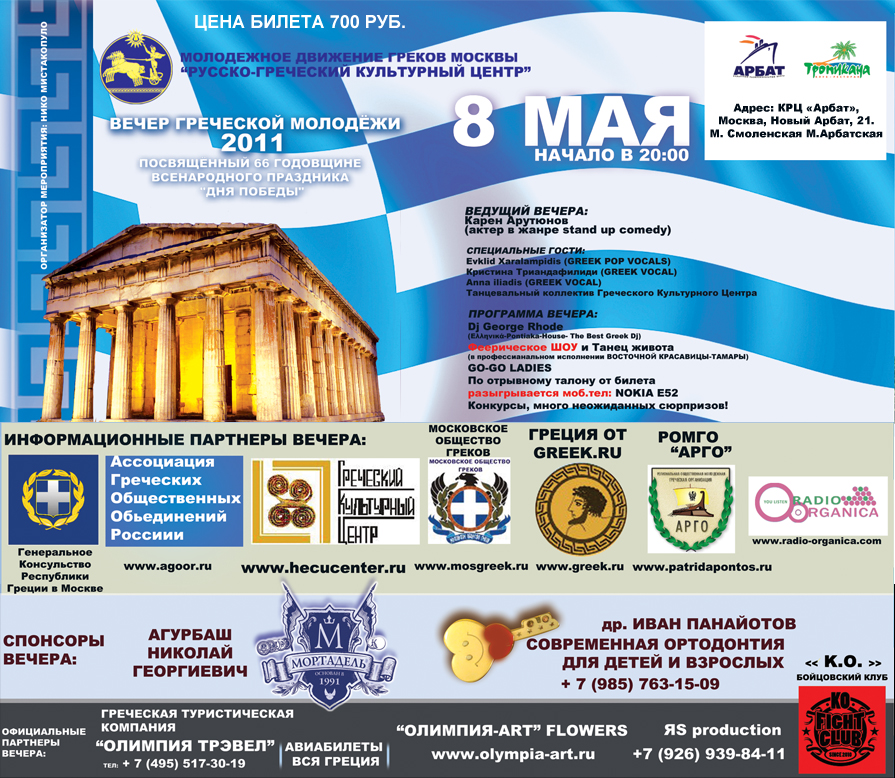 ЦЕНА БИЛЕТА 700 РУБ.
МОЛОДЕЖНОЕ ДВИЖЕНИЕ ГРЕКОВ МОСКВЫ
“РУССКО-ГРЕЧЕСКИЙ КУЛЬТУРНЫЙ ЦЕНТР”
ОРГАНИЗАТОР МЕРОПРИЯТИЯ: НИКО МИСТАКОПУЛО
ВЕЧЕР ГРЕЧЕСКОЙ МОЛОДЁЖИ
2011
ПОСВЯЩЕННЫЙ 66 ГОДОВЩИНЕ
ВСЕНАРОДНОГО ПРАЗДНИКА
"ДНЯ ПОБЕДЫ"
8 МАЯ
НАЧАЛО В 20:00
АРБАТ
Тропикана
Адрес: КРЦ «Арбат»,
Москва, Новый Арбат, 21.
М. Смоленская М.Арбатская
ВЕДУЩИЙ ВЕЧЕРА:
Карен Арутюнов
(актер в жанре stand up comedy)
СПЕЦИАЛЬНЫЕ ГОСТИ:
Evklid Xaralampidis (GREEK POP VOCALS)
Кристина Триандафилиди (GREEK VOCAL)
Anna iliadis (GREEK VOCAL)
Танцевальный коллектив Греческого Культурного Центра
ПРОГРАММА ВЕЧЕРА:
Dj George Rhode
(Ελληνικό-Pontiaka-House- The Best Greek Dj)
Феерическое ШОУ и Танец живота
(в профессианальном исполнении ВОСТОЧНОЙ КРАСАВИЦЫ-ТАМАРЫ)
GO-GO LADIES
По отрывному талону от билета
разыгрывается моб.тел: NOKIA E52
Конкурсы, много неожиданных сюрпризов!
ИНФОРМАЦИОННЫЕ ПАРТНЕРЫ ВЕЧЕРА:
Генеральное
Консульство
Республики
Греции в Москве
Ассоциация
Греческих
Общественных
Обьединений
Россиии
www.agoor.ru
Греческий
Культурный
Центр
www.hecucenter.ru
МОСКОВСКОЕ
ОБЩЕСТВО
ГРЕКОВ
МОСКОВСКОЕ ОБЩЕСТВО
ГРЕКОВ
www.mosgreek.ru
ГРЕЦИЯ ОТ
GREEK.RU
www.greek.ru
РОМГО
“АРГО”
АРГО
www.patridapontos.ru
YOU LISTEN
RADIO
ORGANICA
www.radio-organica.com
СПОНСОРЫ
ВЕЧЕРА:
АГУРБАШ
НИКОЛАЙ
ГЕОРГИЕВИЧ
М
МОРТАДЕЛЬ
ОСНОВАН В
1991
др. ИВАН ПАНАЙОТОВ
СОВРЕМЕННАЯ ОРТОДОНТИЯ
ДЛЯ ДЕТЕЙ И ВЗРОСЛЫХ
+ 7 (985) 763-15-09
<< К.О. >>
БОЙЦОВСКИЙ КЛУБ
KO
FIGHT
CLUB
SINCE 2010
ОФИЦИАЛЬНЫЕ
ПАРТНЕРЫ
ВЕЧЕРА:
ГРЕЧЕСКАЯ ТУРИСТИЧЕСКАЯ
КОМПАНИЯ
“ОЛИМПИЯ ТРЭВЕЛ”
ТЕЛ: + 7 (495) 517-30-19
АВИАБИЛЕТЫ
ВСЯ ГРЕЦИЯ
“ОЛИМПИЯ-ART” FLOWERS
www.olympia-art.ru
ЯS production
+7 (926) 939-84-11